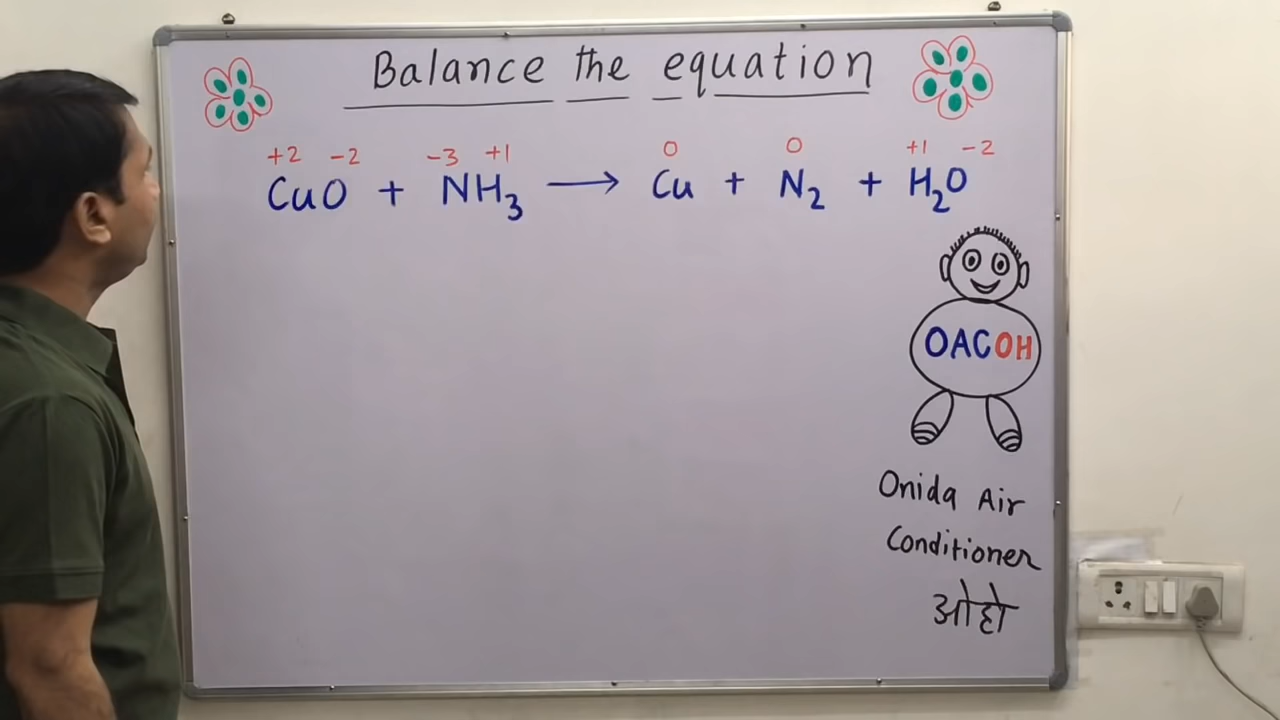 Balance the equation
+2 -2 -3 +1 0 0 +1 -2
CuO + NH₃ ⟶ Cu + N₂ + H₂O
OACOH
Onida Air
Conditioner
ओहो